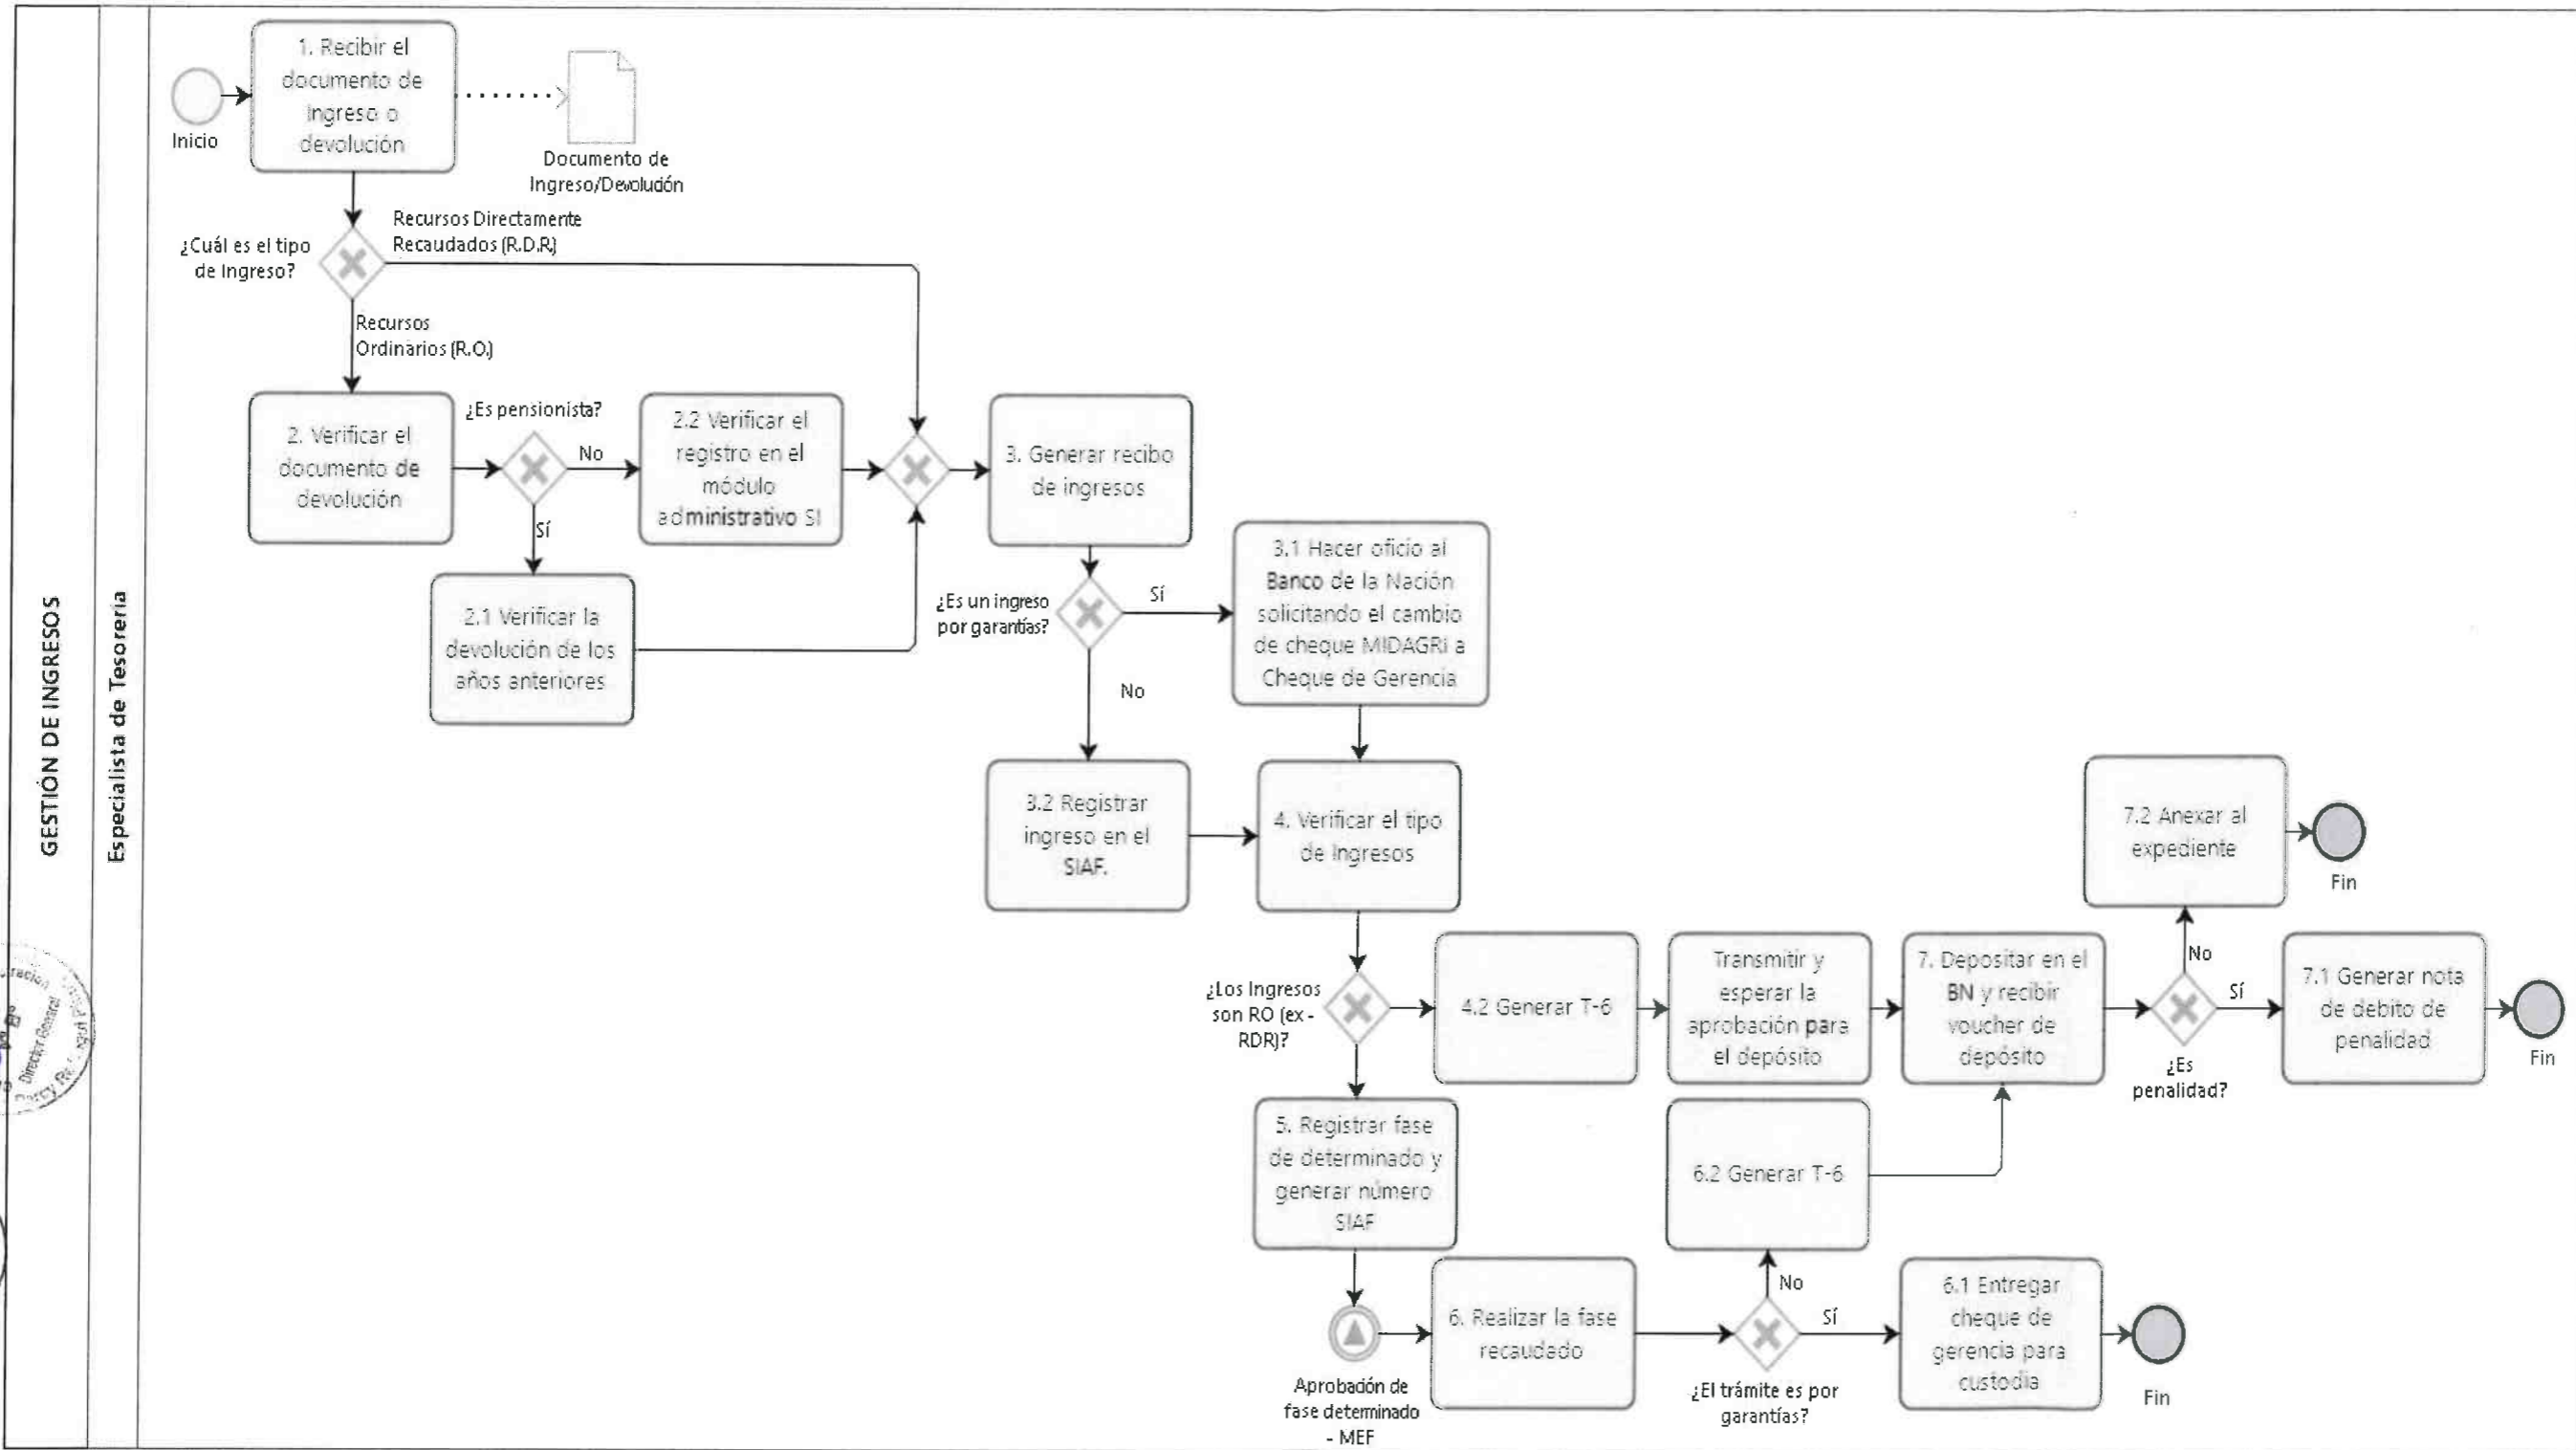 GESTIÓN DE INGRESOS
Especialista de Tesorería
Inicio
1. Recibir el
documento de
Ingreso o
devolución
Documento de
Ingreso/Devolución
¿Cuál es el tipo
de Ingreso?
Recursos Directamente
Recaudados (R.D.R)
Recursos
Ordinarios (R.O.)
2. Verificar el
documento de
devolución
¿Es pensionista?
No
Sí
2.2 Verificar el
registro en el
módulo
administrativo SI
2.1 Verificar la
devolución de los
años anteriores
3. Generar recibo
de ingresos
¿Es un ingreso
por garantías?
Sí
No
3.1 Hacer oficio al
Banco de la Nación
solicitando el cambio
de cheque MIDAGRI a
Cheque de Gerencia
3.2 Registrar
ingreso en el
SIAF.
4. Verificar el tipo
de Ingresos
¿Los Ingresos
son RO (ex -
RDR)?
4.2 Generar T-6
Transmitir y
esperar la
aprobación para
el depósito
7. Depositar en el
BN y recibir
voucher de
depósito
¿Es
penalidad?
No
Sí
7.2 Anexar al
expediente
Fin
7.1 Generar nota
de debito de
penalidad
Fin
5. Registrar fase
de determinado y
generar número
SIAF
Aprobación de
fase determinado
- MEF
6. Realizar la fase
recaudado
¿El trámite es por
garantías?
No
Sí
6.2 Generar T-6
6.1 Entregar
cheque de
gerencia para
custodia
Fin
Director General